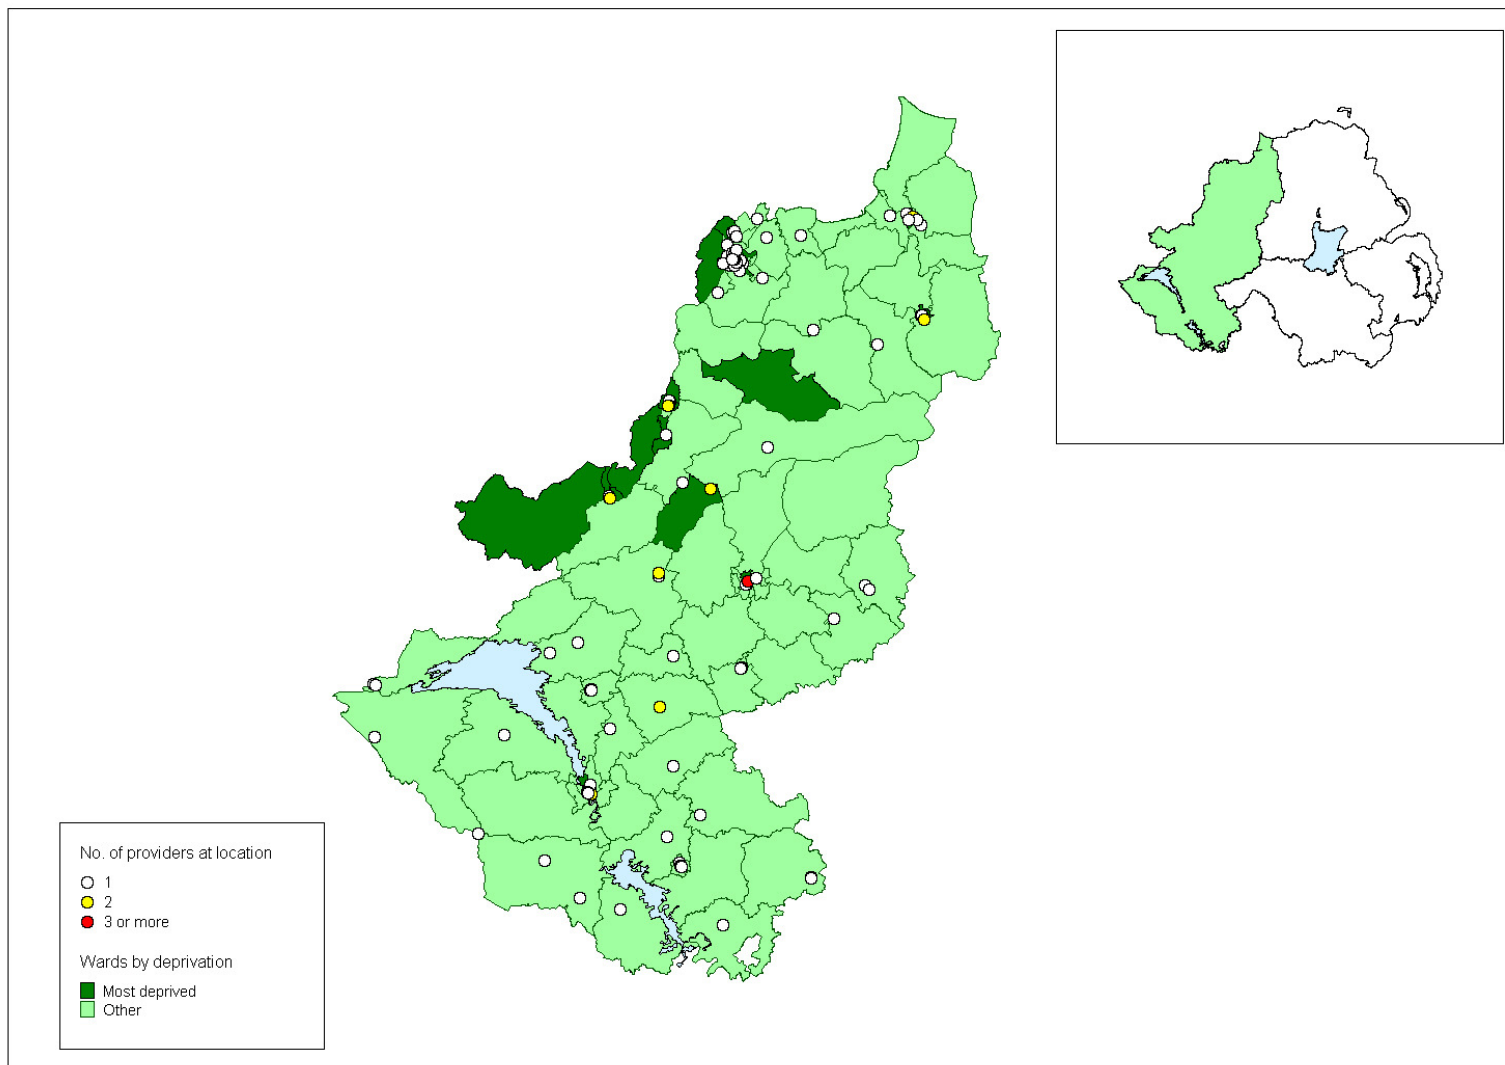 No. of providers at location
1
2
3 or more
Wards by deprivation
Most deprived
Other